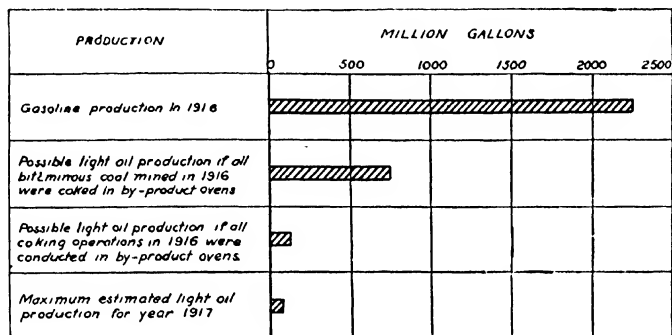 PRODUCTION
MILLION GALLONS
0 500 1000 1500 2000 2500
Gasoline production in 1916
Possible light oil production if all
bituminous coal mined in 1916
were coked in by-product ovens
Possible light oil production if all
coking operations in 1916 were
conducted in by-product ovens.
Maximum estimated light oil
production for year 1917